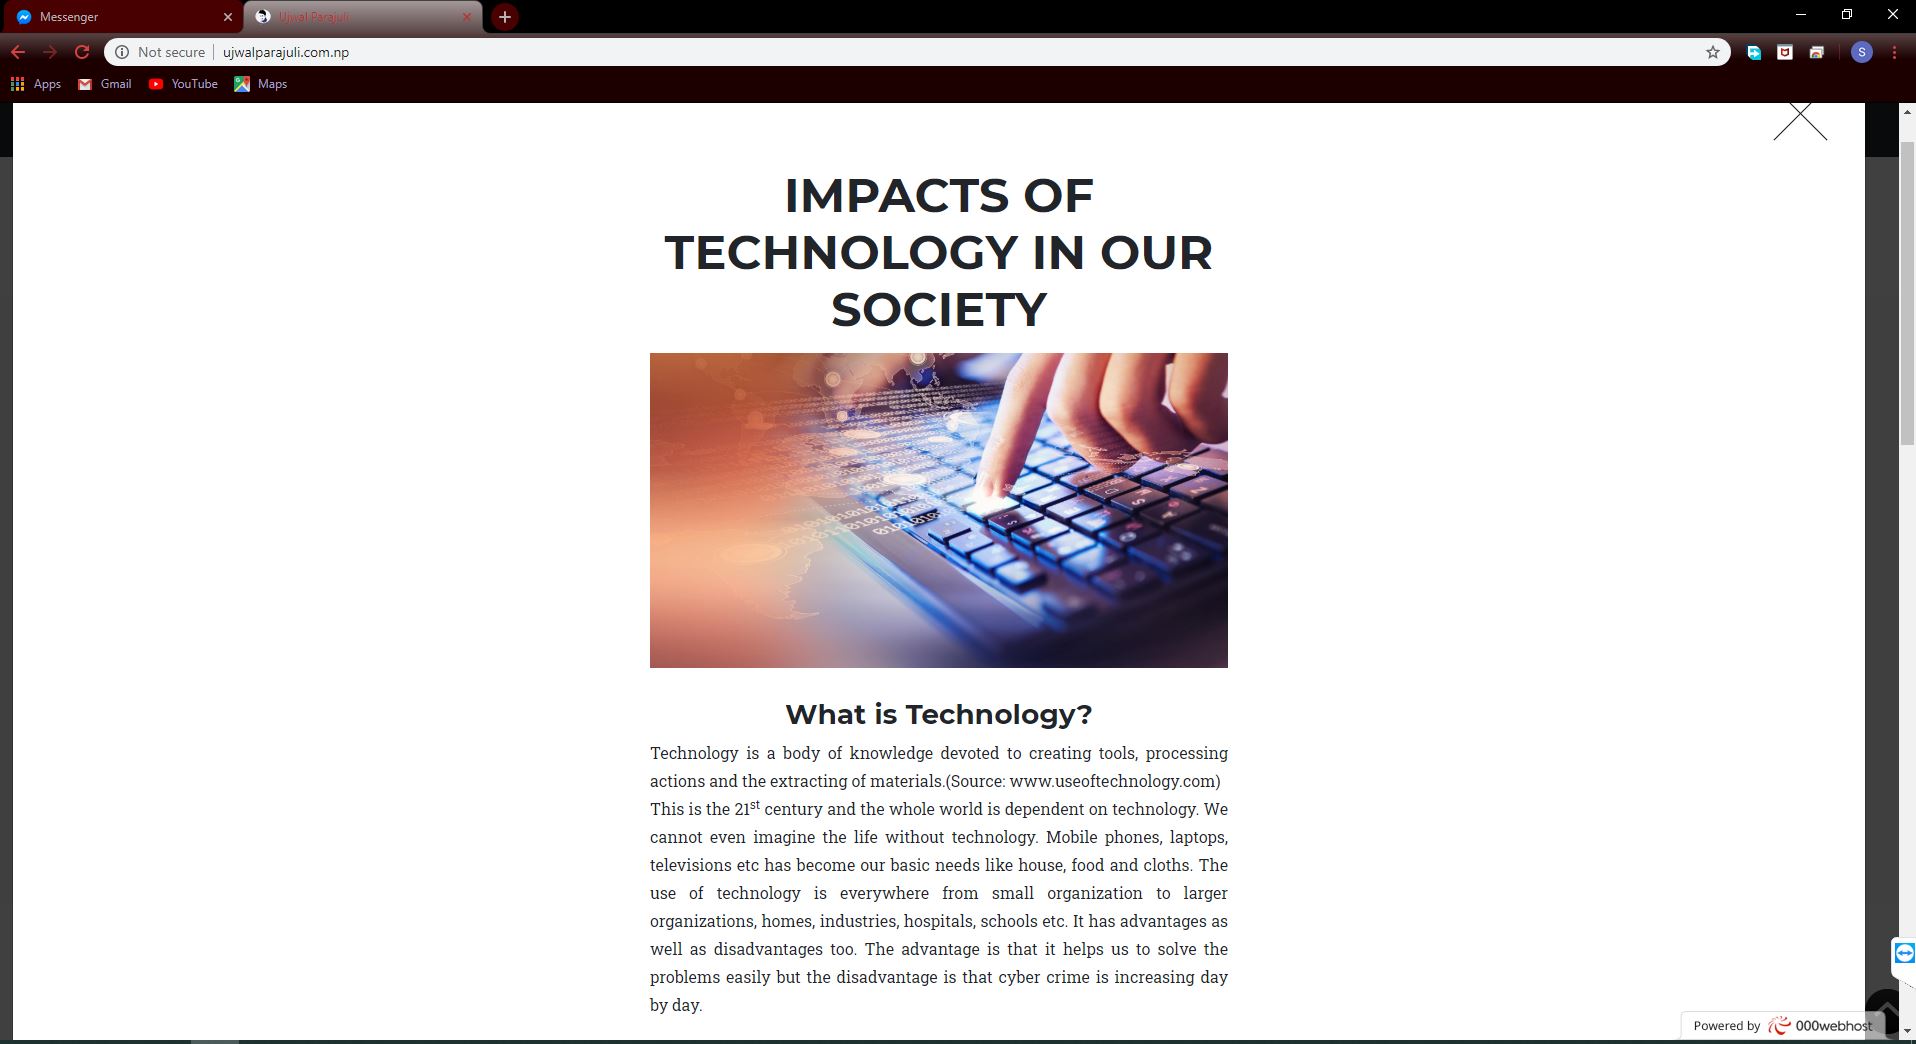 Messenger
Ujwal Parajuli
Not secure
ujwalparajuli.com.np
S
Apps
Gmail
YouTube
Maps
IMPACTS OF
TECHNOLOGY IN OUR
SOCIETY
What is Technology?
Technology is a body of knowledge devoted to creating tools, processing
actions and the extracting of materials.(Source: www.useoftechnology.com)
This is the 21st century and the whole world is dependent on technology. We
cannot even imagine the life without technology. Mobile phones, laptops,
televisions etc has become our basic needs like house, food and cloths. The
use of technology is everywhere from small organization to larger
organizations, homes, industries, hospitals, schools etc. It has advantages as
well as disadvantages too. The advantage is that it helps us to solve the
problems easily but the disadvantage is that cyber crime is increasing day
by day.
Powered by 000webhost